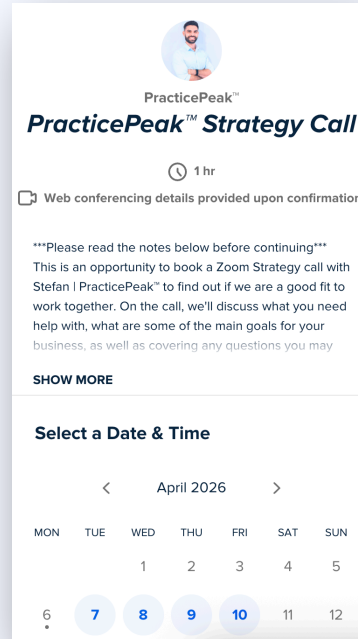 PracticePeak™
PracticePeak™ Strategy Call
1 hr
Web conferencing details provided upon confirmation
***Please read the notes below before continuing***
This is an opportunity to book a Zoom Strategy call with
Stefan | PracticePeak™ to find out if we are a good fit to
work together. On the call, we'll discuss what you need
help with, what are some of the main goals for your
business, as well as covering any questions you may
SHOW MORE
Select a Date & Time
April 2026
MON TUE WED THU FRI SAT SUN
1 2 3 4 5
6 7 8 9 10 11 12